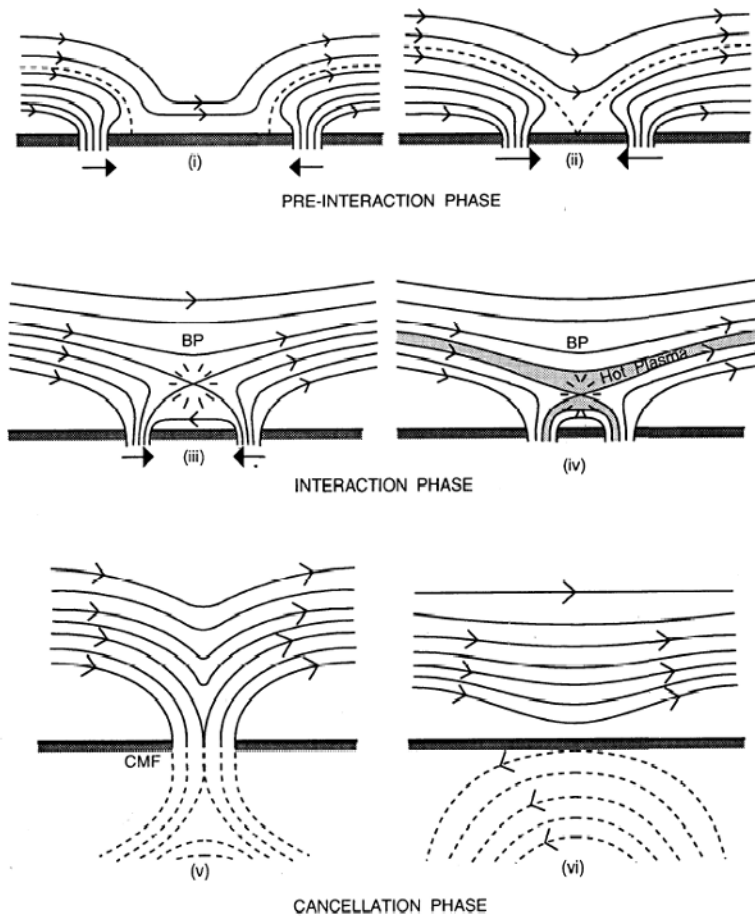 (i)
(ii)
PRE-INTERACTION PHASE
BP
BP
Hot Plasma
(iii)
(iv)
INTERACTION PHASE
CMF
(v)
(vi)
CANCELLATION PHASE